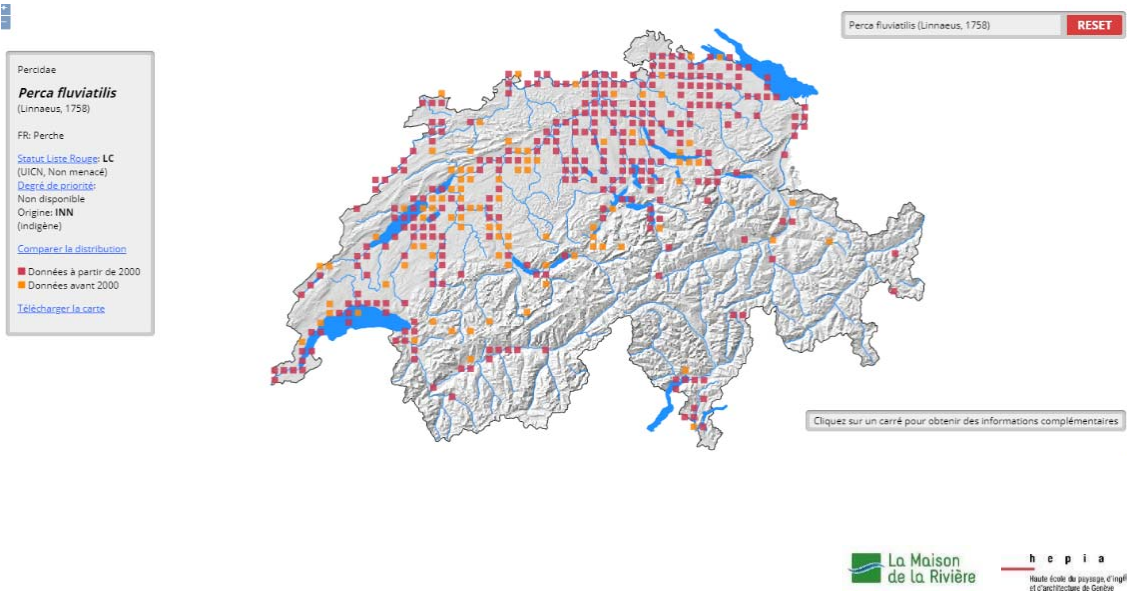 +
−
Perca fluviatilis (Linnaeus, 1758)
RESET
Percidae
Perca fluviatilis
(Linnaeus, 1758)
FR: Perche
Statut Liste Rouge: LC
(UICN, Non menacé)
Degré de priorité:
Non disponible
Origine: INN
(indigène)
Comparer la distribution
Données à partir de 2000
Données avant 2000
Télécharger la carte
Cliquez sur un carré pour obtenir des informations complémentaires
La Maison
de la Rivière
h e p i a
Haute école du paysage, d'ing
et d'architecture de Genève